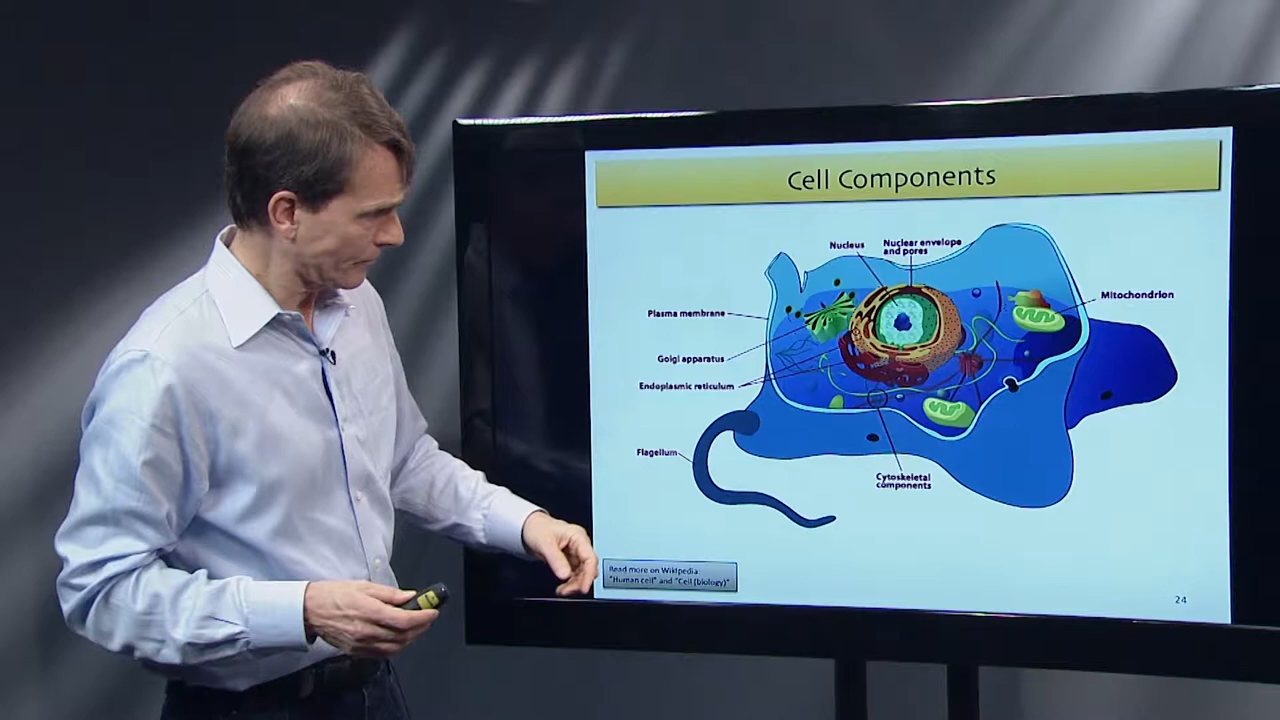 Cell Components
Nucleus
Nuclear envelope
and pores
Mitochondrion
Plasma membrane
Golgi apparatus
Endoplasmic reticulum
Flagellum
Cytoskeletal
components
Read more on Wikipedia:
"Human cell" and "Cell (biology)"
24